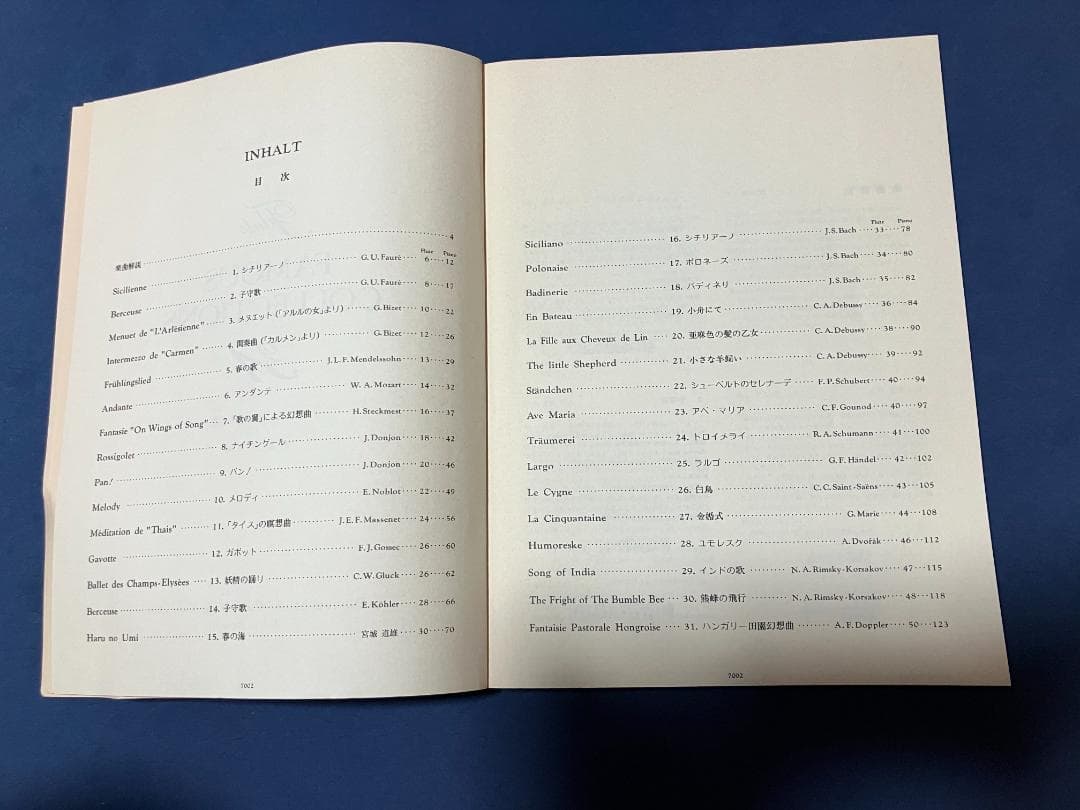 INHALT
目 次
楽曲解説 ························ 4
Flute Piano
Sicilienne ············ 1. シチリアーノ ············ G. U. Fauré ···· 6 ···· 12
Berceuse ············ 2. 子守歌 ············ G. U. Fauré ···· 8 ···· 17
Menuet de "L'Arlésienne" ······ 3. メヌエット (「アルルの女」より) ······ G. Bizet ···· 10 ···· 22
Intermezzo de "Carmen" ······ 4. 間奏曲 (「カルメン」より) ······ G. Bizet ···· 12 ···· 26
Frühlingslied ············ 5. 春の歌 ············ J. L. F. Mendelssohn ···· 13 ···· 29
Andante ············ 6. アンダンテ ············ W. A. Mozart ···· 14 ···· 32
Fantasie "On Wings of Song" ··· 7. 「歌の翼」による幻想曲 ······ H. Steckmest ···· 16 ···· 37
Rossigolet ············ 8. ナイチンゲール ············ J. Donjon ···· 18 ···· 42
Pan! ············ 9. パン! ············ J. Donjon ···· 20 ···· 46
Melody ············ 10. メロディ ············ E. Noblot ···· 22 ···· 49
Méditation de "Thais" ········· 11. 「タイス」の瞑想曲 ········· J. E. F. Massenet ···· 24 ···· 56
Gavotte ············ 12. ガボット ············ F. J. Gossec ···· 26 ···· 60
Ballet des Champs-Elysées ···· 13. 妖精の踊り ············ C. W. Gluck ···· 26 ···· 62
Berceuse ············ 14. 子守歌 ············ E. Köhler ···· 28 ···· 66
Haru no Umi ············ 15. 春の海 ············ 宮城 道雄 ···· 30 ···· 70
7002
Flute Piano
Siciliano ············ 16. シチリアーノ ············ J. S. Bach ···· 33 ···· 78
Polonaise ············ 17. ポロネーズ ············ J. S. Bach ···· 34 ···· 80
Badinerie ············ 18. バディネリ ············ J. S. Bach ···· 35 ···· 82
En Bateau ············ 19. 小舟にて ············ C. A. Debussy ···· 36 ···· 84
La Fille aux Cheveux de Lin ···· 20. 亜麻色の髪の乙女 ········· C. A. Debussy ···· 38 ···· 90
The little Shepherd ········· 21. 小さな羊飼い ············ C. A. Debussy ···· 39 ···· 92
Ständchen ············ 22. シューベルトのセレナーデ ···· F. P. Schubert ···· 40 ···· 94
Ave Maria ············ 23. アベ・マリア ············ C. F. Gounod ···· 40 ···· 97
Träumerei ············ 24. トロイメライ ············ R. A. Schumann ···· 41 ···· 100
Largo ············ 25. ラルゴ ············ G. F. Händel ···· 42 ···· 102
Le Cygne ············ 26. 白鳥 ············ C. C. Saint-Saëns ···· 43 ···· 105
La Cinquantaine ············ 27. 金婚式 ············ G. Marie ···· 44 ···· 108
Humoreske ············ 28. ユモレスク ············ A. Dvořák ···· 46 ···· 112
Song of India ············ 29. インドの歌 ········· N. A. Rimsky-Korsakov ···· 47 ···· 115
The Fright of The Bumble Bee ··· 30. 熊蜂の飛行 ········· N. A. Rimsky-Korsakov ···· 48 ···· 118
Fantaisie Pastorale Hongroise ···· 31. ハンガリー田園幻想曲 ········ A. F. Doppler ···· 50 ···· 123
7002